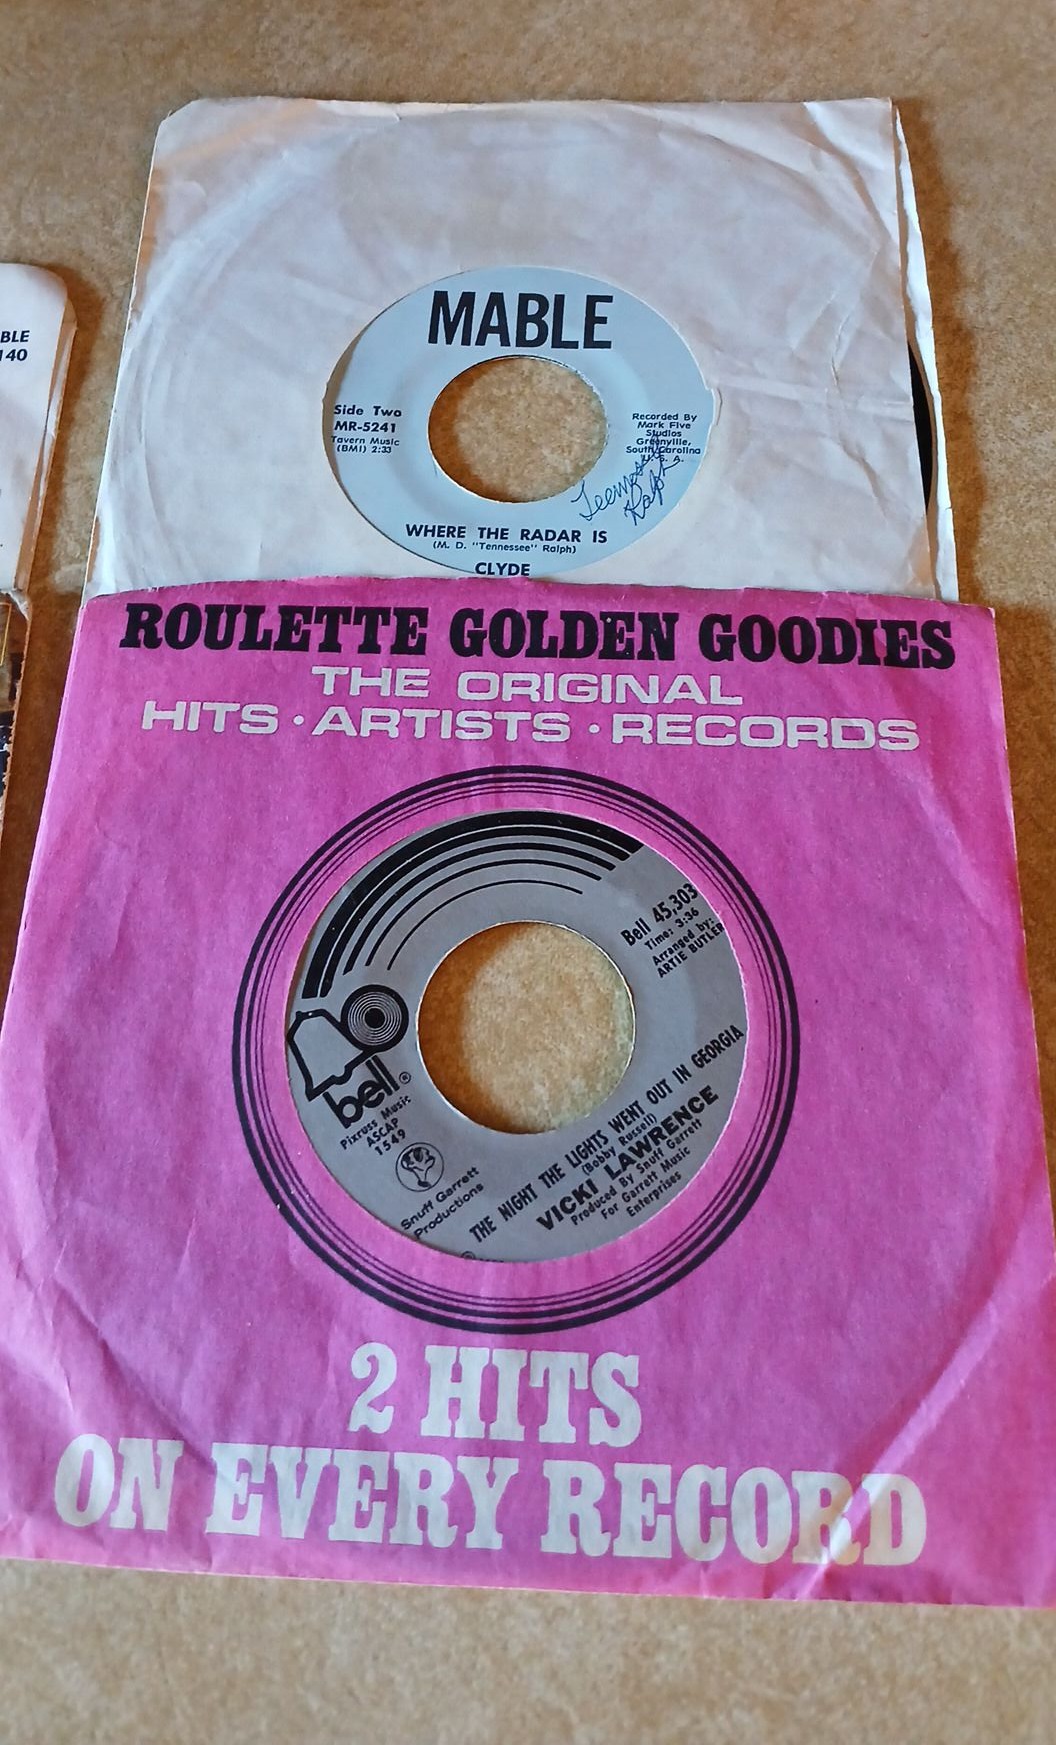 BLE
140
MABLE
Side Two
MR-5241
Tavern Music
(BMI) 2:33
Recorded By
Mark Five
Studios
Greenville,
South Carolina
U. S. A.
Ralph
WHERE THE RADAR IS
(M. D. "Tennessee" Ralph)
CLYDE
ROULETTE GOLDEN GOODIES
THE ORIGINAL
HITS · ARTISTS · RECORDS
Bell 45,303
Time: 3:36
Arranged by:
ARTIE BUTLER
bell®
Pixruss Music
ASCAP
1549
Snuff Garrett
Productions
THE NIGHT THE LIGHTS WENT OUT IN GEORGIA
(Bobby Russell)
VICKI LAWRENCE
Produced By Snuff Garrett
For Garrett Music
Enterprises
2 HITS
ON EVERY RECORD